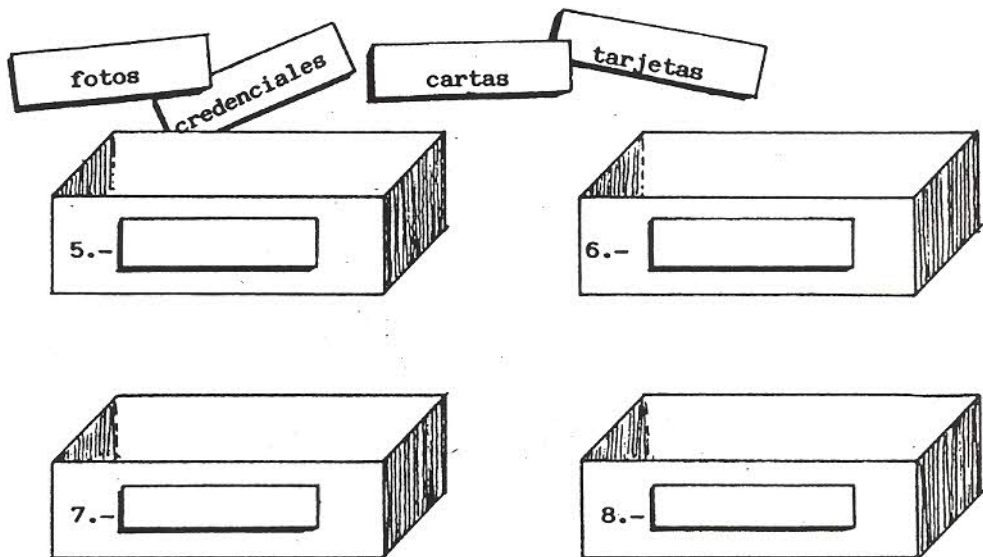 fotos
credenciales
cartas
tarjetas
5.-
6.-
7.-
8.-